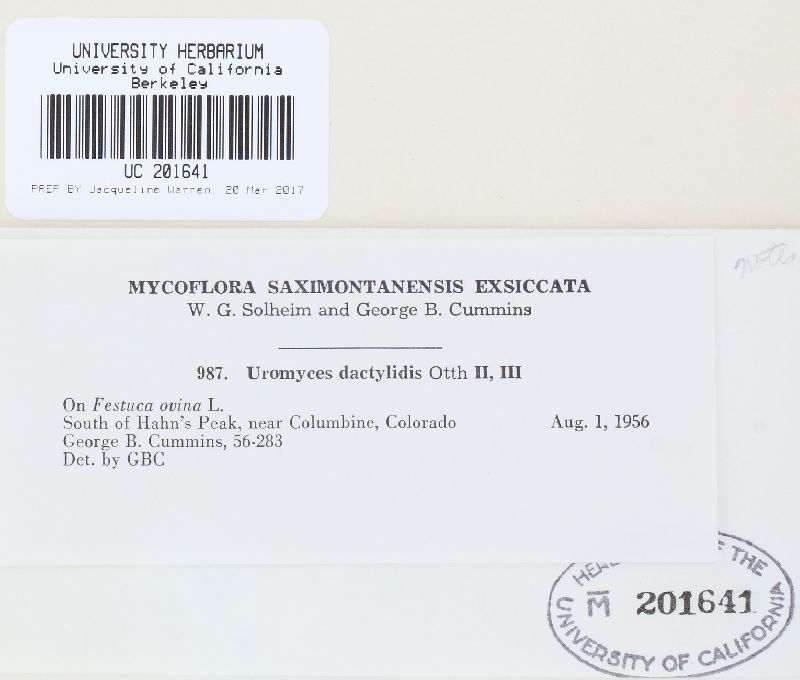 UNIVERSITY HERBARIUM
University of California
Berkeley
UC 201641
PREP BY Jacqueline Warren, 20 Mar 2017
notes
MYCOFLORA SAXIMONTANENSIS EXSICCATA
W. G. Solheim and George B. Cummins
987. Uromyces dactylidis Otth II, III
On Festuca ovina L.
South of Hahn's Peak, near Columbine, Colorado Aug. 1, 1956
George B. Cummins, 56-283
Det. by GBC
THE
M 201641
UNIVERSITY OF CALIFORNIA